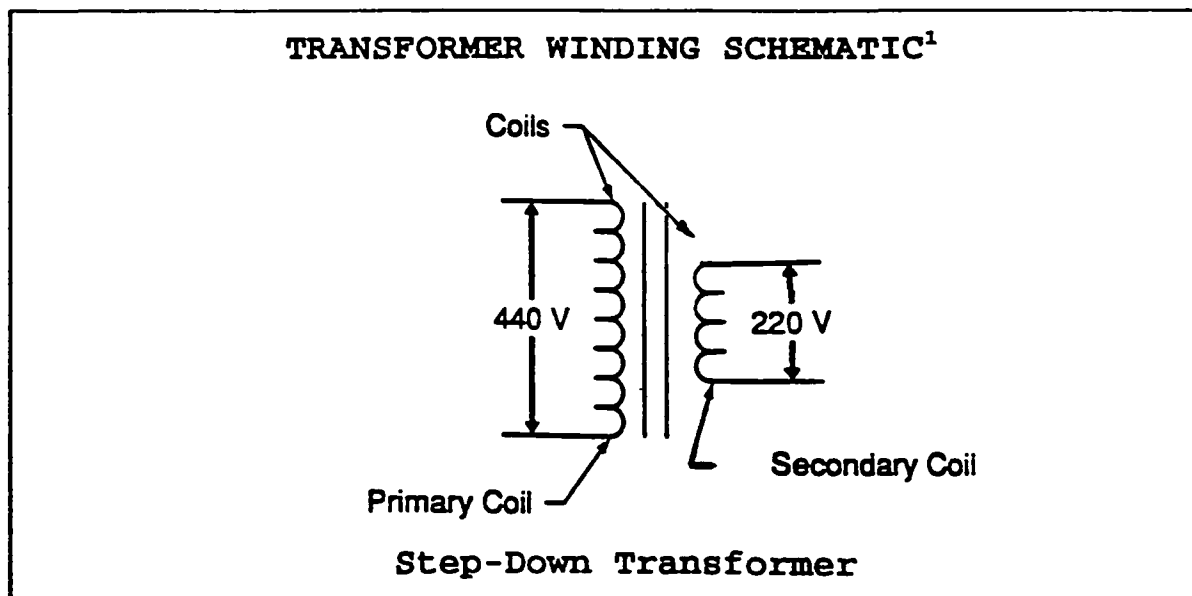 TRANSFORMER WINDING SCHEMATIC¹
Coils
440 V
220 V
Secondary Coil
Primary Coil
Step-Down Transformer